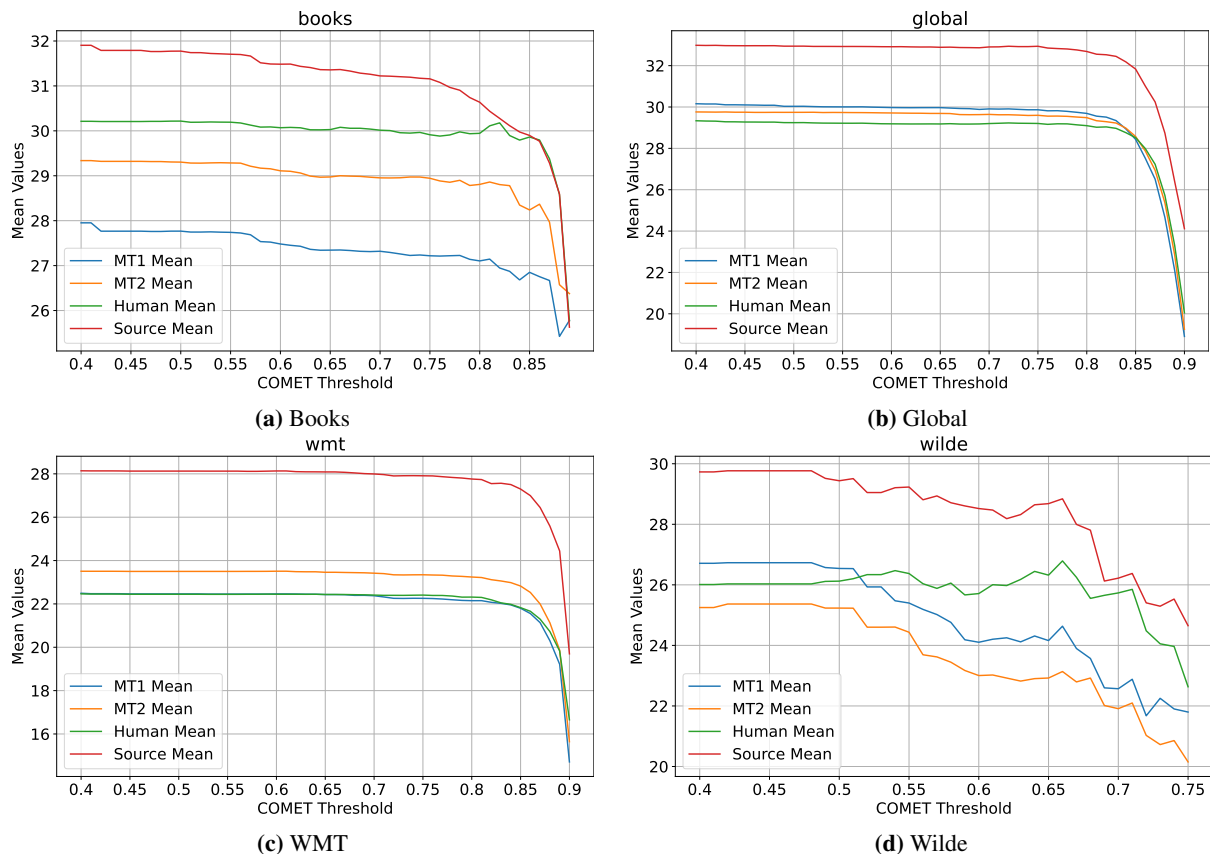 books
32
31
30
29
28
27
26
Mean Values
MT1 Mean
MT2 Mean
Human Mean
Source Mean
0.4 0.45 0.5 0.55 0.6 0.65 0.7 0.75 0.8 0.85
COMET Threshold
(a) Books
global
32
30
28
26
24
22
20
Mean Values
MT1 Mean
MT2 Mean
Human Mean
Source Mean
0.4 0.45 0.5 0.55 0.6 0.65 0.7 0.75 0.8 0.85 0.9
COMET Threshold
(b) Global
wmt
28
26
24
22
20
18
16
Mean Values
MT1 Mean
MT2 Mean
Human Mean
Source Mean
0.4 0.45 0.5 0.55 0.6 0.65 0.7 0.75 0.8 0.85 0.9
COMET Threshold
(c) WMT
wilde
30
28
26
24
22
20
Mean Values
MT1 Mean
MT2 Mean
Human Mean
Source Mean
0.4 0.45 0.5 0.55 0.6 0.65 0.7 0.75
COMET Threshold
(d) Wilde